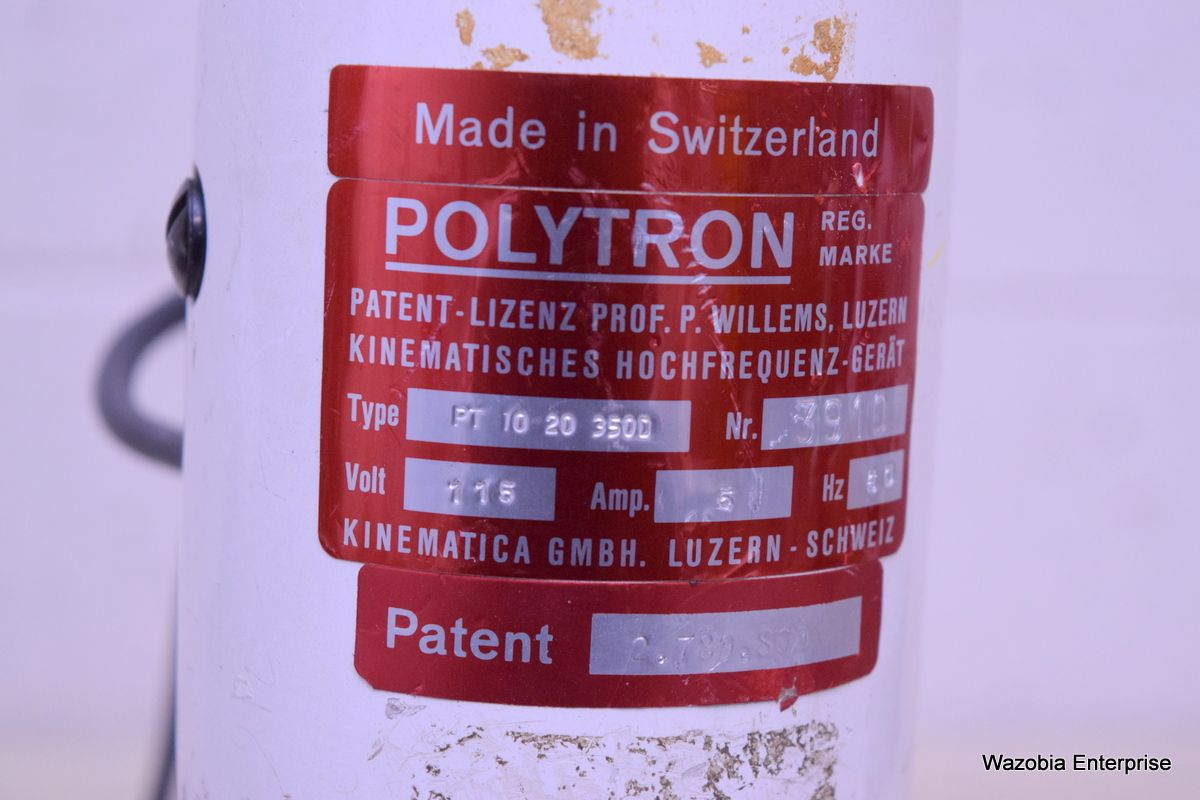 Made in Switzerland
POLYTRON REG. MARKE
PATENT-LIZENZ PROF. P. WILLEMS, LUZERN
KINEMATISCHES HOCHFREQUENZ-GERÄT
Type PT 10 20 350D Nr. 3910
Volt 115 Amp. 5 Hz
KINEMATICA GMBH. LUZERN - SCHWEIZ
Patent
Wazobia Enterprise